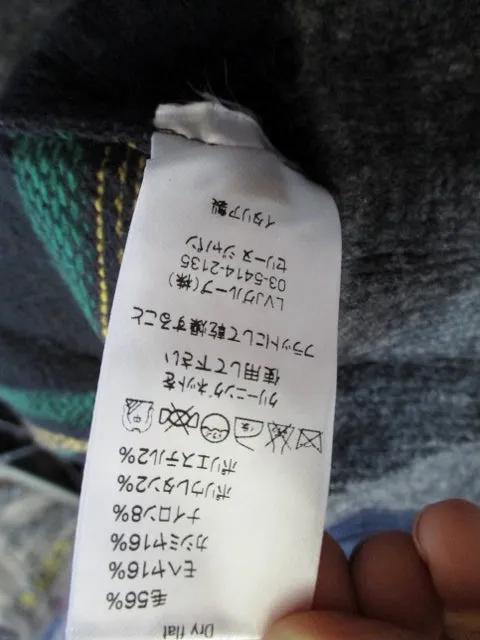 Dry flat
毛56%
モヘヤ16%
カシミヤ16%
ナイロン8%
ポリウレタン2%
ポリエステル2%
中
クリーニングネットを
使用して下さい
フラットにして乾燥すること
LVJグループ(株)
03-5414-2135
セリーヌ ジャパン
イタリア製